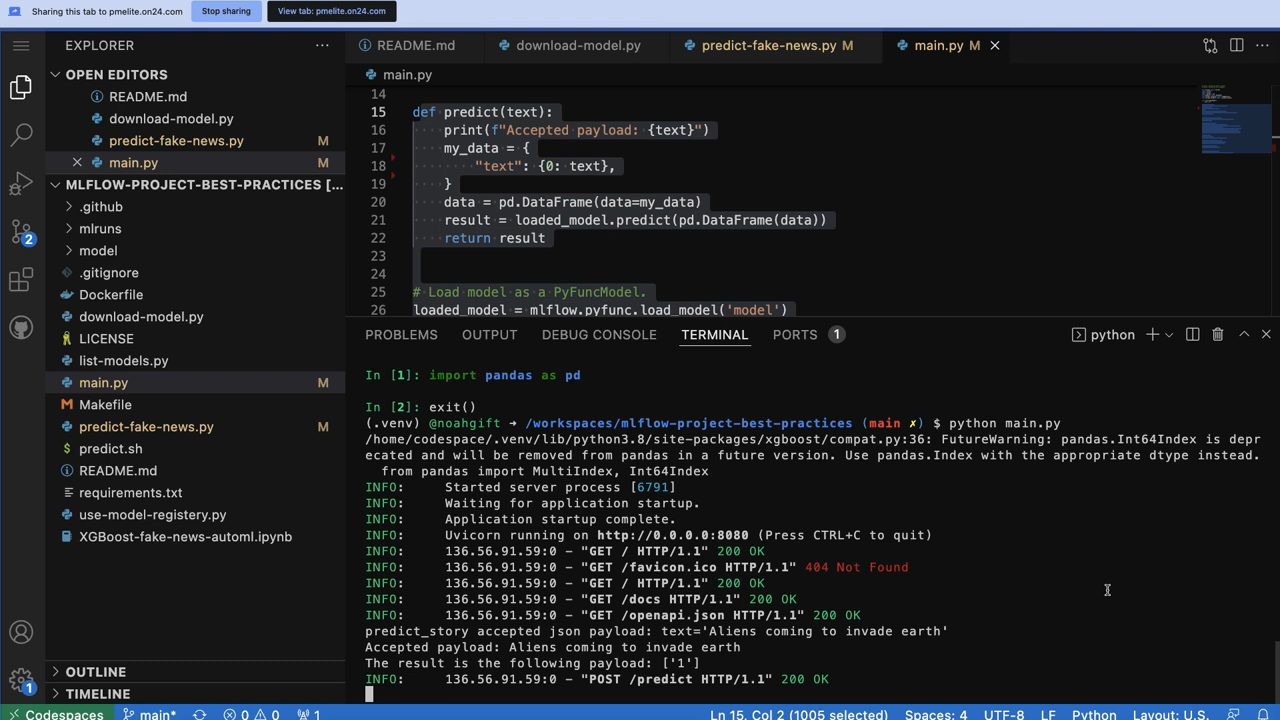 Sharing this tab to pmelite.on24.com Stop sharing View tab: pmelite.on24.com
EXPLORER
OPEN EDITORS
README.md
download-model.py
predict-fake-news.py M
main.py M
MLFLOW-PROJECT-BEST-PRACTICES [...
.github
mlruns
model
.gitignore
Dockerfile
download-model.py
LICENSE
list-models.py
main.py M
Makefile
predict-fake-news.py M
predict.sh
README.md
requirements.txt
use-model-registery.py
XGBoost-fake-news-automl.ipynb
OUTLINE
TIMELINE
2
1
README.md download-model.py predict-fake-news.py M main.py M
main.py
14
15 def predict(text):
16 print(f"Accepted payload: {text}")
17 my_data = {
18 "text": {0: text},
19 }
20 data = pd.DataFrame(data=my_data)
21 result = loaded_model.predict(pd.DataFrame(data))
22 return result
23
24
25 # Load model as a PyFuncModel.
26 loaded_model = mlflow.pyfunc.load_model('model')
PROBLEMS OUTPUT DEBUG CONSOLE TERMINAL PORTS 1 python
In [1]: import pandas as pd
In [2]: exit()
(.venv) @noahgift ➜ /workspaces/mlflow-project-best-practices (main ✗) $ python main.py
/home/codespace/.venv/lib/python3.8/site-packages/xgboost/compat.py:36: FutureWarning: pandas.Int64Index is depr
ecated and will be removed from pandas in a future version. Use pandas.Index with the appropriate dtype instead.
from pandas import MultiIndex, Int64Index
INFO: Started server process [6791]
INFO: Waiting for application startup.
INFO: Application startup complete.
INFO: Uvicorn running on http://0.0.0.0:8080 (Press CTRL+C to quit)
INFO: 136.56.91.59:0 - "GET / HTTP/1.1" 200 OK
INFO: 136.56.91.59:0 - "GET /favicon.ico HTTP/1.1" 404 Not Found
INFO: 136.56.91.59:0 - "GET / HTTP/1.1" 200 OK
INFO: 136.56.91.59:0 - "GET /docs HTTP/1.1" 200 OK
INFO: 136.56.91.59:0 - "GET /openapi.json HTTP/1.1" 200 OK
predict_story accepted json payload: text='Aliens coming to invade earth'
Accepted payload: Aliens coming to invade earth
The result is the following payload: ['1']
INFO: 136.56.91.59:0 - "POST /predict HTTP/1.1" 200 OK
Codespaces main* 0 0 1 Ln 15, Col 2 (1005 selected) Spaces: 4 UTF-8 LF Python Layout: U.S.